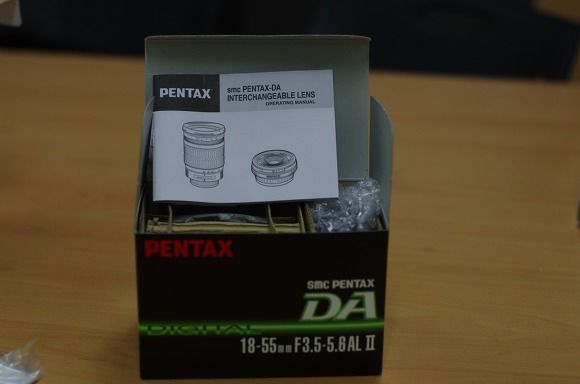 PENTAX
smc PENTAX-DA
INTERCHANGEABLE LENS
OPERATING MANUAL
PENTAX
smc PENTAX
DA
DIGITAL
18-55mm F3.5-5.6AL II